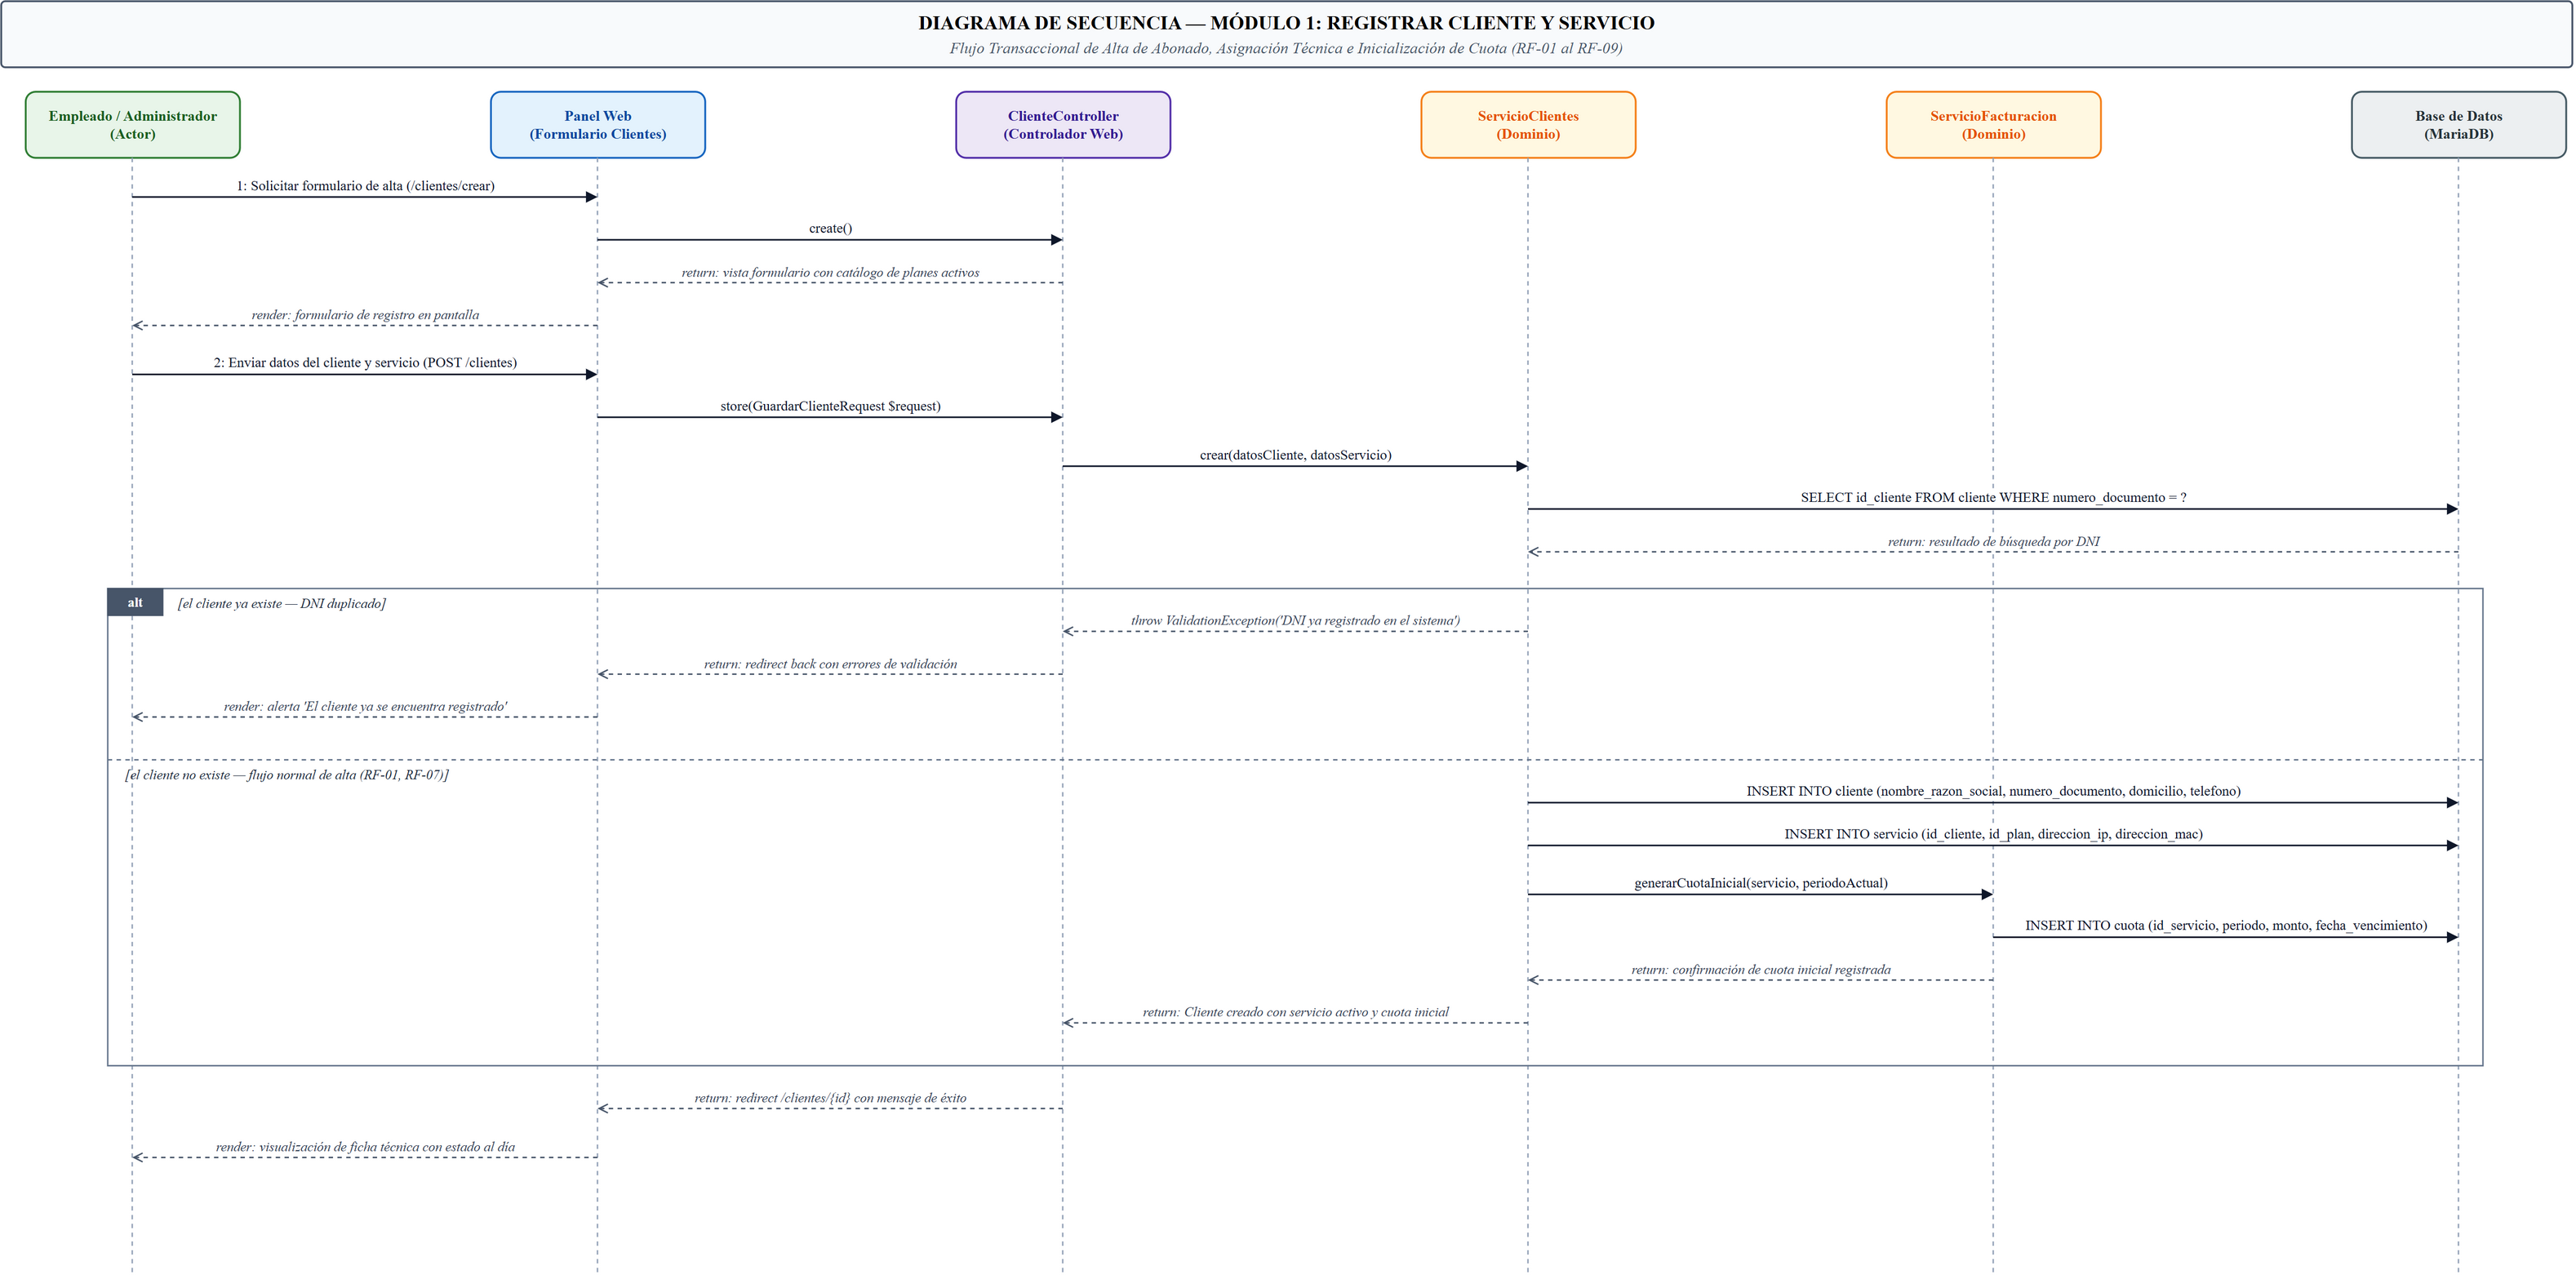 DIAGRAMA DE SECUENCIA — MÓDULO 1: REGISTRAR CLIENTE Y SERVICIO
Flujo Transaccional de Alta de Abonado, Asignación Técnica e Inicialización de Cuota (RF-01 al RF-09)
Empleado / Administrador
(Actor)
Panel Web
(Formulario Clientes)
ClienteController
(Controlador Web)
ServicioClientes
(Dominio)
ServicioFacturacion
(Dominio)
Base de Datos
(MariaDB)
1: Solicitar formulario de alta (/clientes/crear)
create()
return: vista formulario con catálogo de planes activos
render: formulario de registro en pantalla
2: Enviar datos del cliente y servicio (POST /clientes)
store(GuardarClienteRequest $request)
crear(datosCliente, datosServicio)
SELECT id_cliente FROM cliente WHERE numero_documento = ?
return: resultado de búsqueda por DNI
alt
[el cliente ya existe — DNI duplicado]
throw ValidationException('DNI ya registrado en el sistema')
return: redirect back con errores de validación
render: alerta 'El cliente ya se encuentra registrado'
[el cliente no existe — flujo normal de alta (RF-01, RF-07)]
INSERT INTO cliente (nombre_razon_social, numero_documento, domicilio, telefono)
INSERT INTO servicio (id_cliente, id_plan, direccion_ip, direccion_mac)
generarCuotaInicial(servicio, periodoActual)
INSERT INTO cuota (id_servicio, periodo, monto, fecha_vencimiento)
return: confirmación de cuota inicial registrada
return: Cliente creado con servicio activo y cuota inicial
return: redirect /clientes/{id} con mensaje de éxito
render: visualización de ficha técnica con estado al día